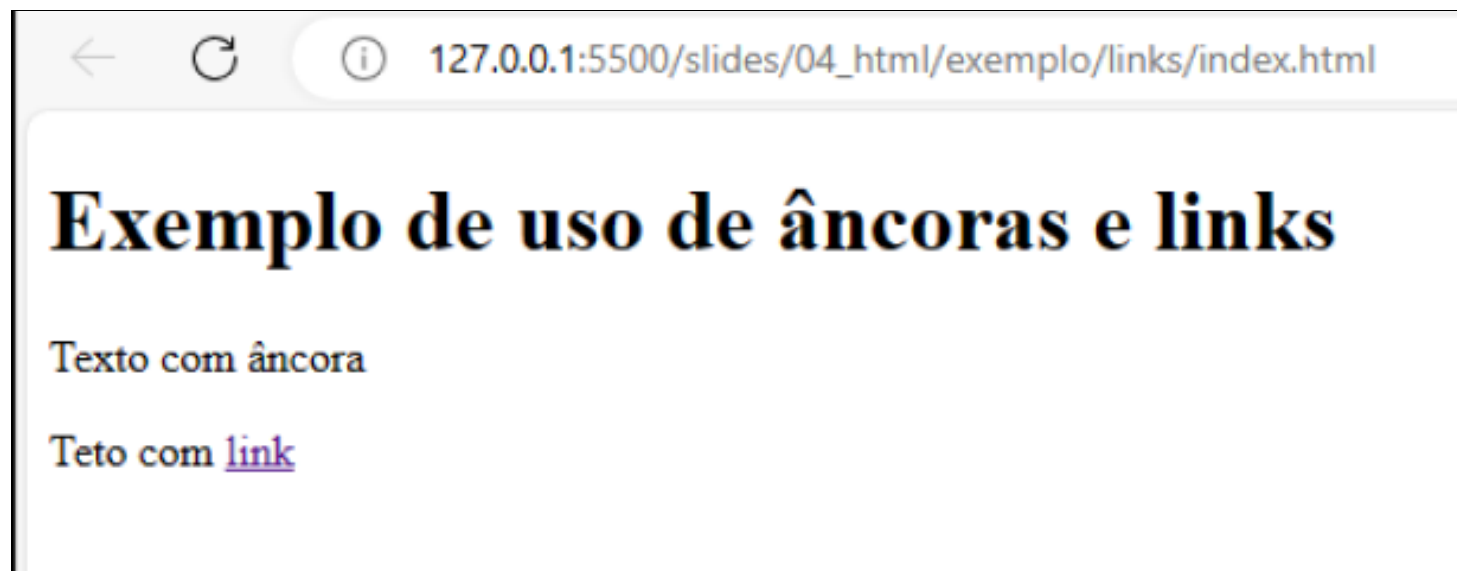 127.0.0.1:5500/slides/04_html/exemplo/links/index.html
Exemplo de uso de âncoras e links
Texto com âncora
Teto com link